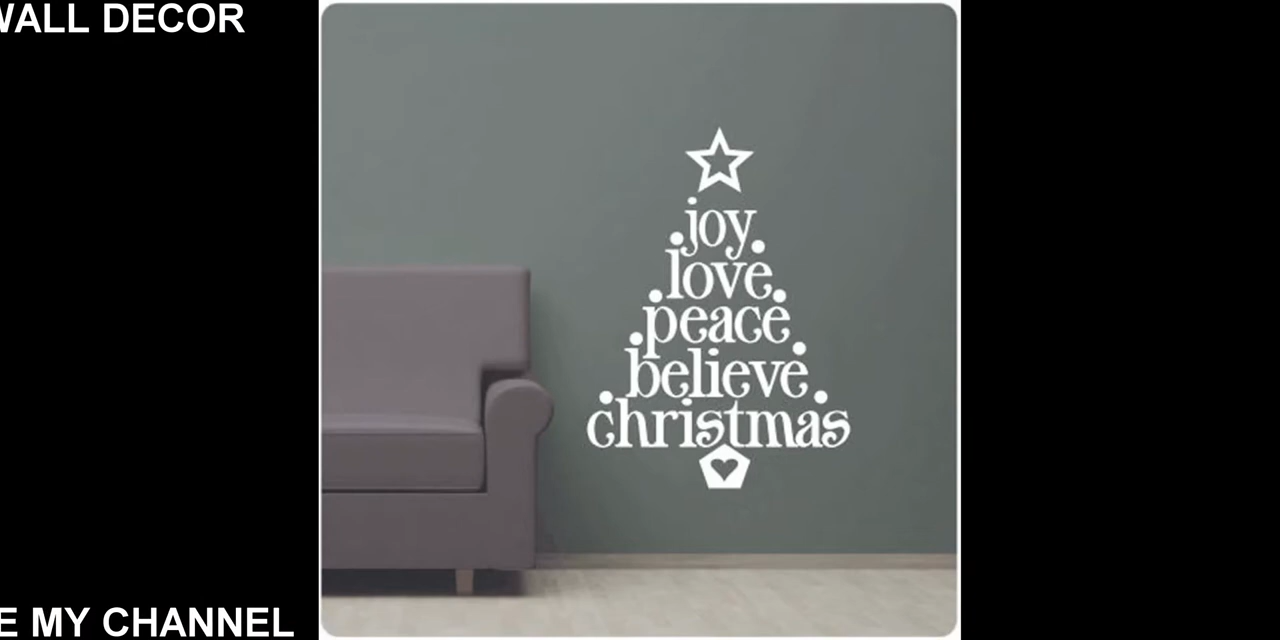 WALL DECOR
joy
love
peace
believe
christmas
E MY CHANNEL